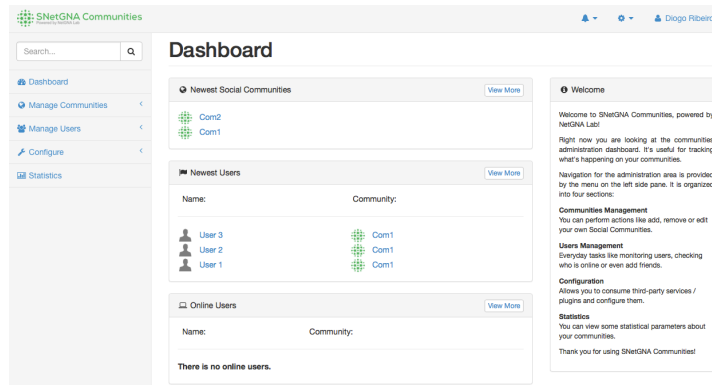 SNetGNA Communities
Powered by NetGNA Lab
Diogo Ribeiro
Search...
Dashboard
Manage Communities
Manage Users
Configure
Statistics
Dashboard
Newest Social Communities
View More
Com2
Com1
Newest Users
View More
Name: Community:
User 3 Com1
User 2 Com1
User 1 Com1
Online Users
View More
Name: Community:
There is no online users.
Welcome
Welcome to SNetGNA Communities, powered by
NetGNA Lab!
Right now you are looking at the communities
administration dashboard. It's useful for tracking
what's happening on your communities.
Navigation for the administration area is provided
by the menu on the left side pane. It is organized
into four sections:
Communities Management
You can perform actions like add, remove or edit
your own Social Communities.
Users Management
Everyday tasks like monitoring users, checking
who is online or even add friends.
Configuration
Allows you to consume third-party services /
plugins and configure them.
Statistics
You can view some statistical parameters about
your communities.
Thank you for using SNetGNA Communities!